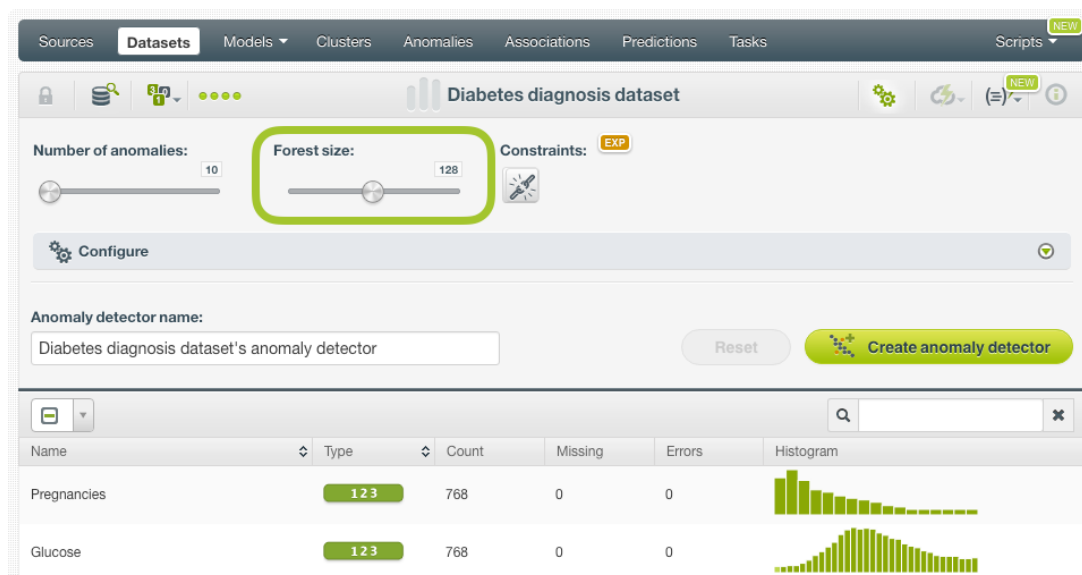 NEW
Sources Datasets Models Clusters Anomalies Associations Predictions Tasks Scripts
Diabetes diagnosis dataset NEW
Number of anomalies: Forest size: Constraints: EXP
10 128
Configure
Anomaly detector name:
Diabetes diagnosis dataset's anomaly detector Reset Create anomaly detector
Name Type Count Missing Errors Histogram
Pregnancies 123 768 0 0
Glucose 123 768 0 0